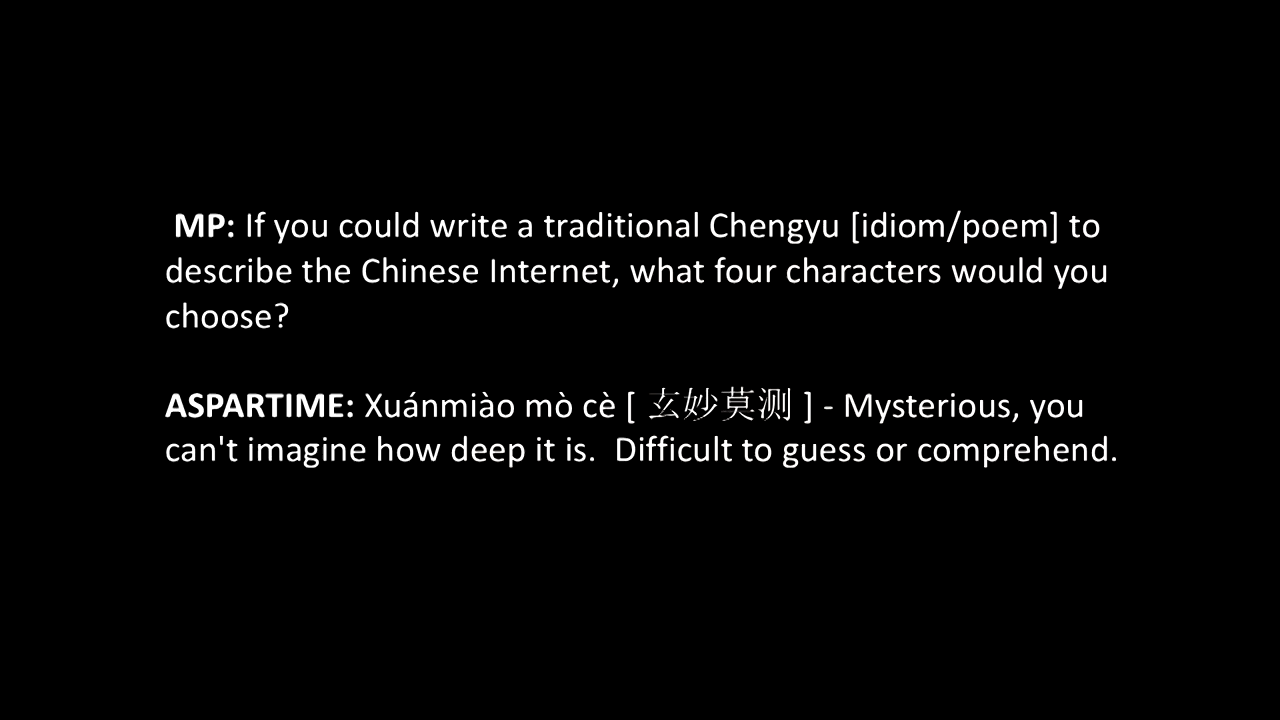 MP: If you could write a traditional Chengyu [idiom/poem] to
describe the Chinese Internet, what four characters would you
choose?
ASPARTIME: Xuánmiào mò cè [ 玄妙莫测 ] - Mysterious, you
can't imagine how deep it is.  Difficult to guess or comprehend.